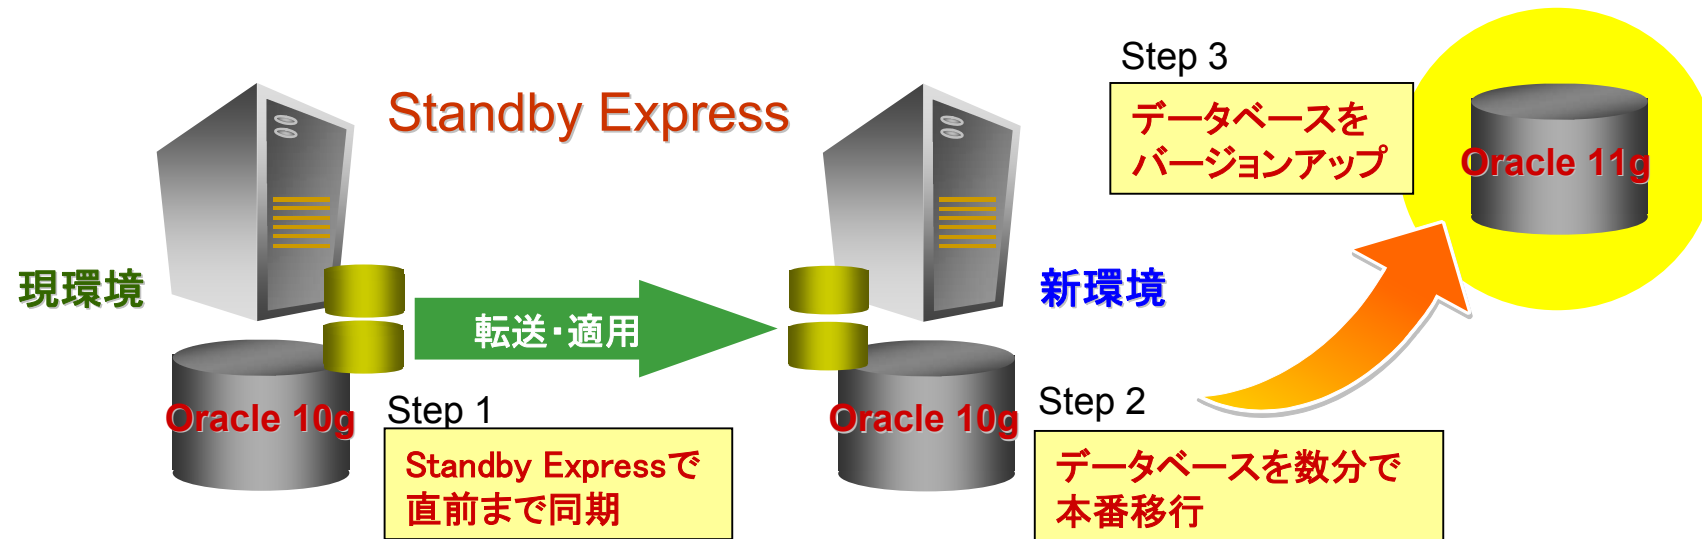 Standby Express
現環境
転送・適用
Oracle 10g
Step 1
Standby Expressで
直前まで同期
新環境
Oracle 10g
Step 2
データベースを数分で
本番移行
Step 3
データベースを
バージョンアップ
Oracle 11g